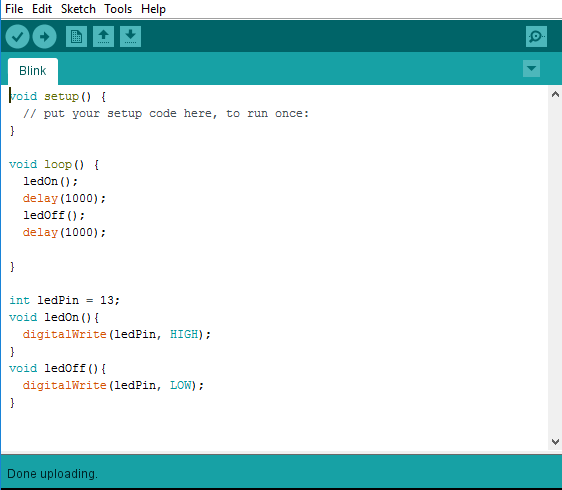 File Edit Sketch Tools Help
Blink
void setup() {
  // put your setup code here, to run once:
}

void loop() {
  ledOn();
  delay(1000);
  ledOff();
  delay(1000);

}

int ledPin = 13;
void ledOn(){
  digitalWrite(ledPin, HIGH);
}
void ledOff(){
  digitalWrite(ledPin, LOW);
}
Done uploading.